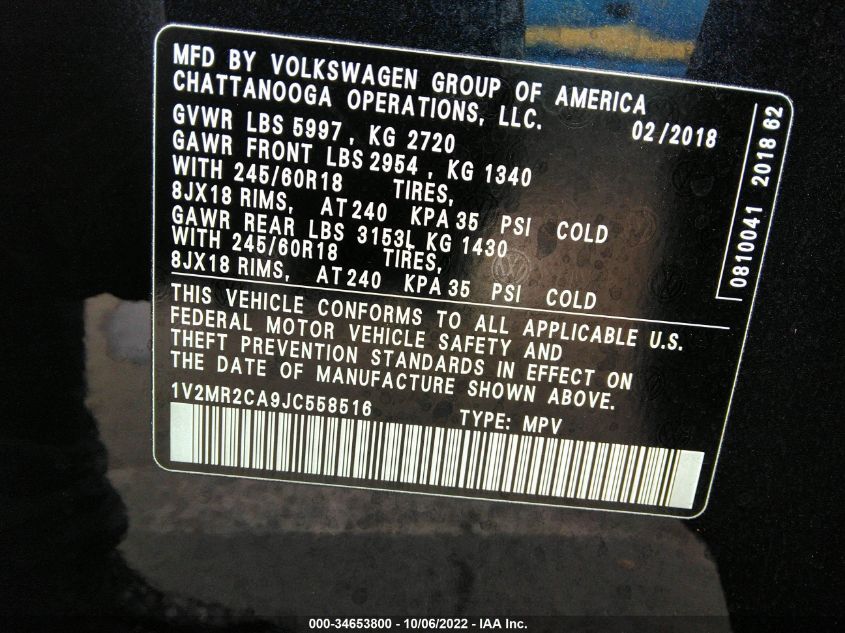 MFD BY VOLKSWAGEN GROUP OF AMERICA
CHATTANOOGA OPERATIONS, LLC.
02/2018
GVWR LBS 5997, KG 2720
GAWR FRONT LBS 2954, KG 1340
WITH 245/60R18 TIRES,
8JX18 RIMS, AT 240 KPA 35 PSI COLD
GAWR REAR LBS 3153L KG 1430
WITH 245/60R18 TIRES,
8JX18 RIMS, AT 240 KPA 35 PSI COLD
THIS VEHICLE CONFORMS TO ALL APPLICABLE U.S.
FEDERAL MOTOR VEHICLE SAFETY AND
THEFT PREVENTION STANDARDS IN EFFECT ON
THE DATE OF MANUFACTURE SHOWN ABOVE.
1V2MR2CA9JC558516 TYPE: MPV
0810041 2018 62
000-34653800 - 10/06/2022 - IAA Inc.